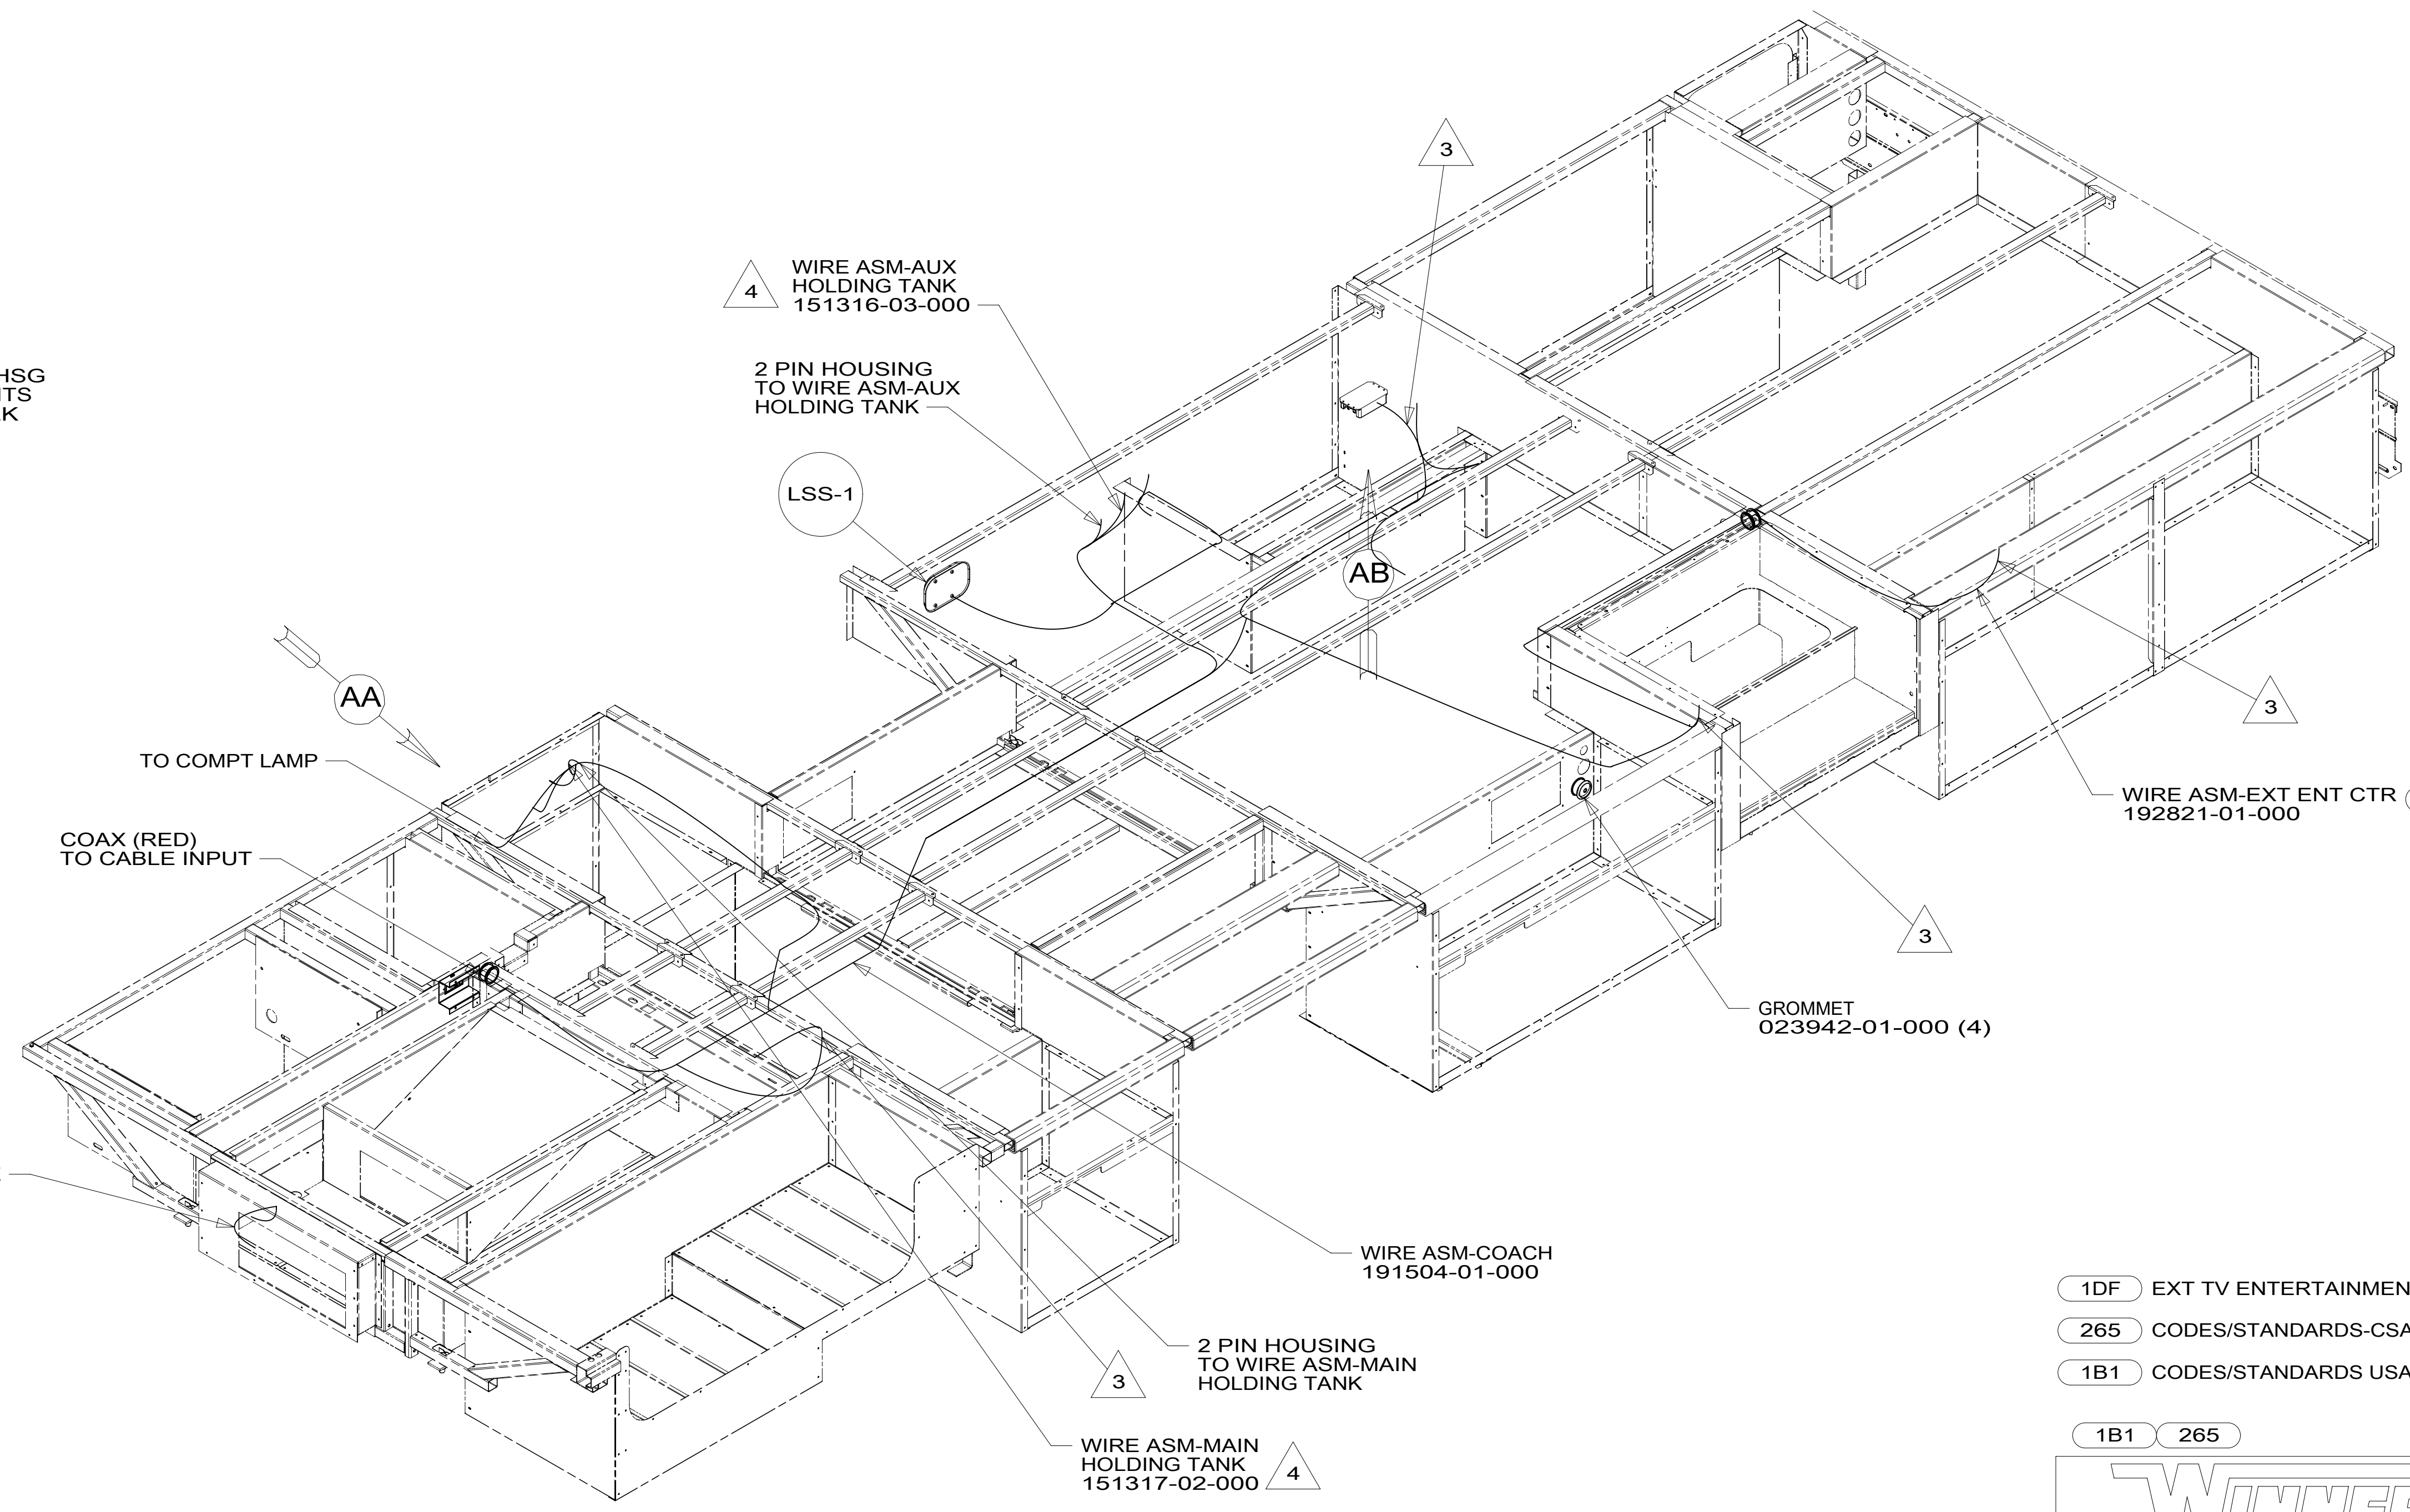 3
WIRE ASM-AUX
HOLDING TANK
151316-03-000
4
2 PIN HOUSING
TO WIRE ASM-AUX
HOLDING TANK
HSG
LSS-1
AB
AA
TO COMPT LAMP
COAX (RED)
TO CABLE INPUT
3
WIRE ASM-EXT ENT CTR
192821-01-000
3
GROMMET
023942-01-000 (4)
WIRE ASM-COACH
191504-01-000
2 PIN HOUSING
TO WIRE ASM-MAIN
HOLDING TANK
3
WIRE ASM-MAIN
HOLDING TANK
151317-02-000
4
1DF EXT TV
265 CODES/STANDARDS-CSA
1B1 CODES/STANDARDS USA
1B1 265